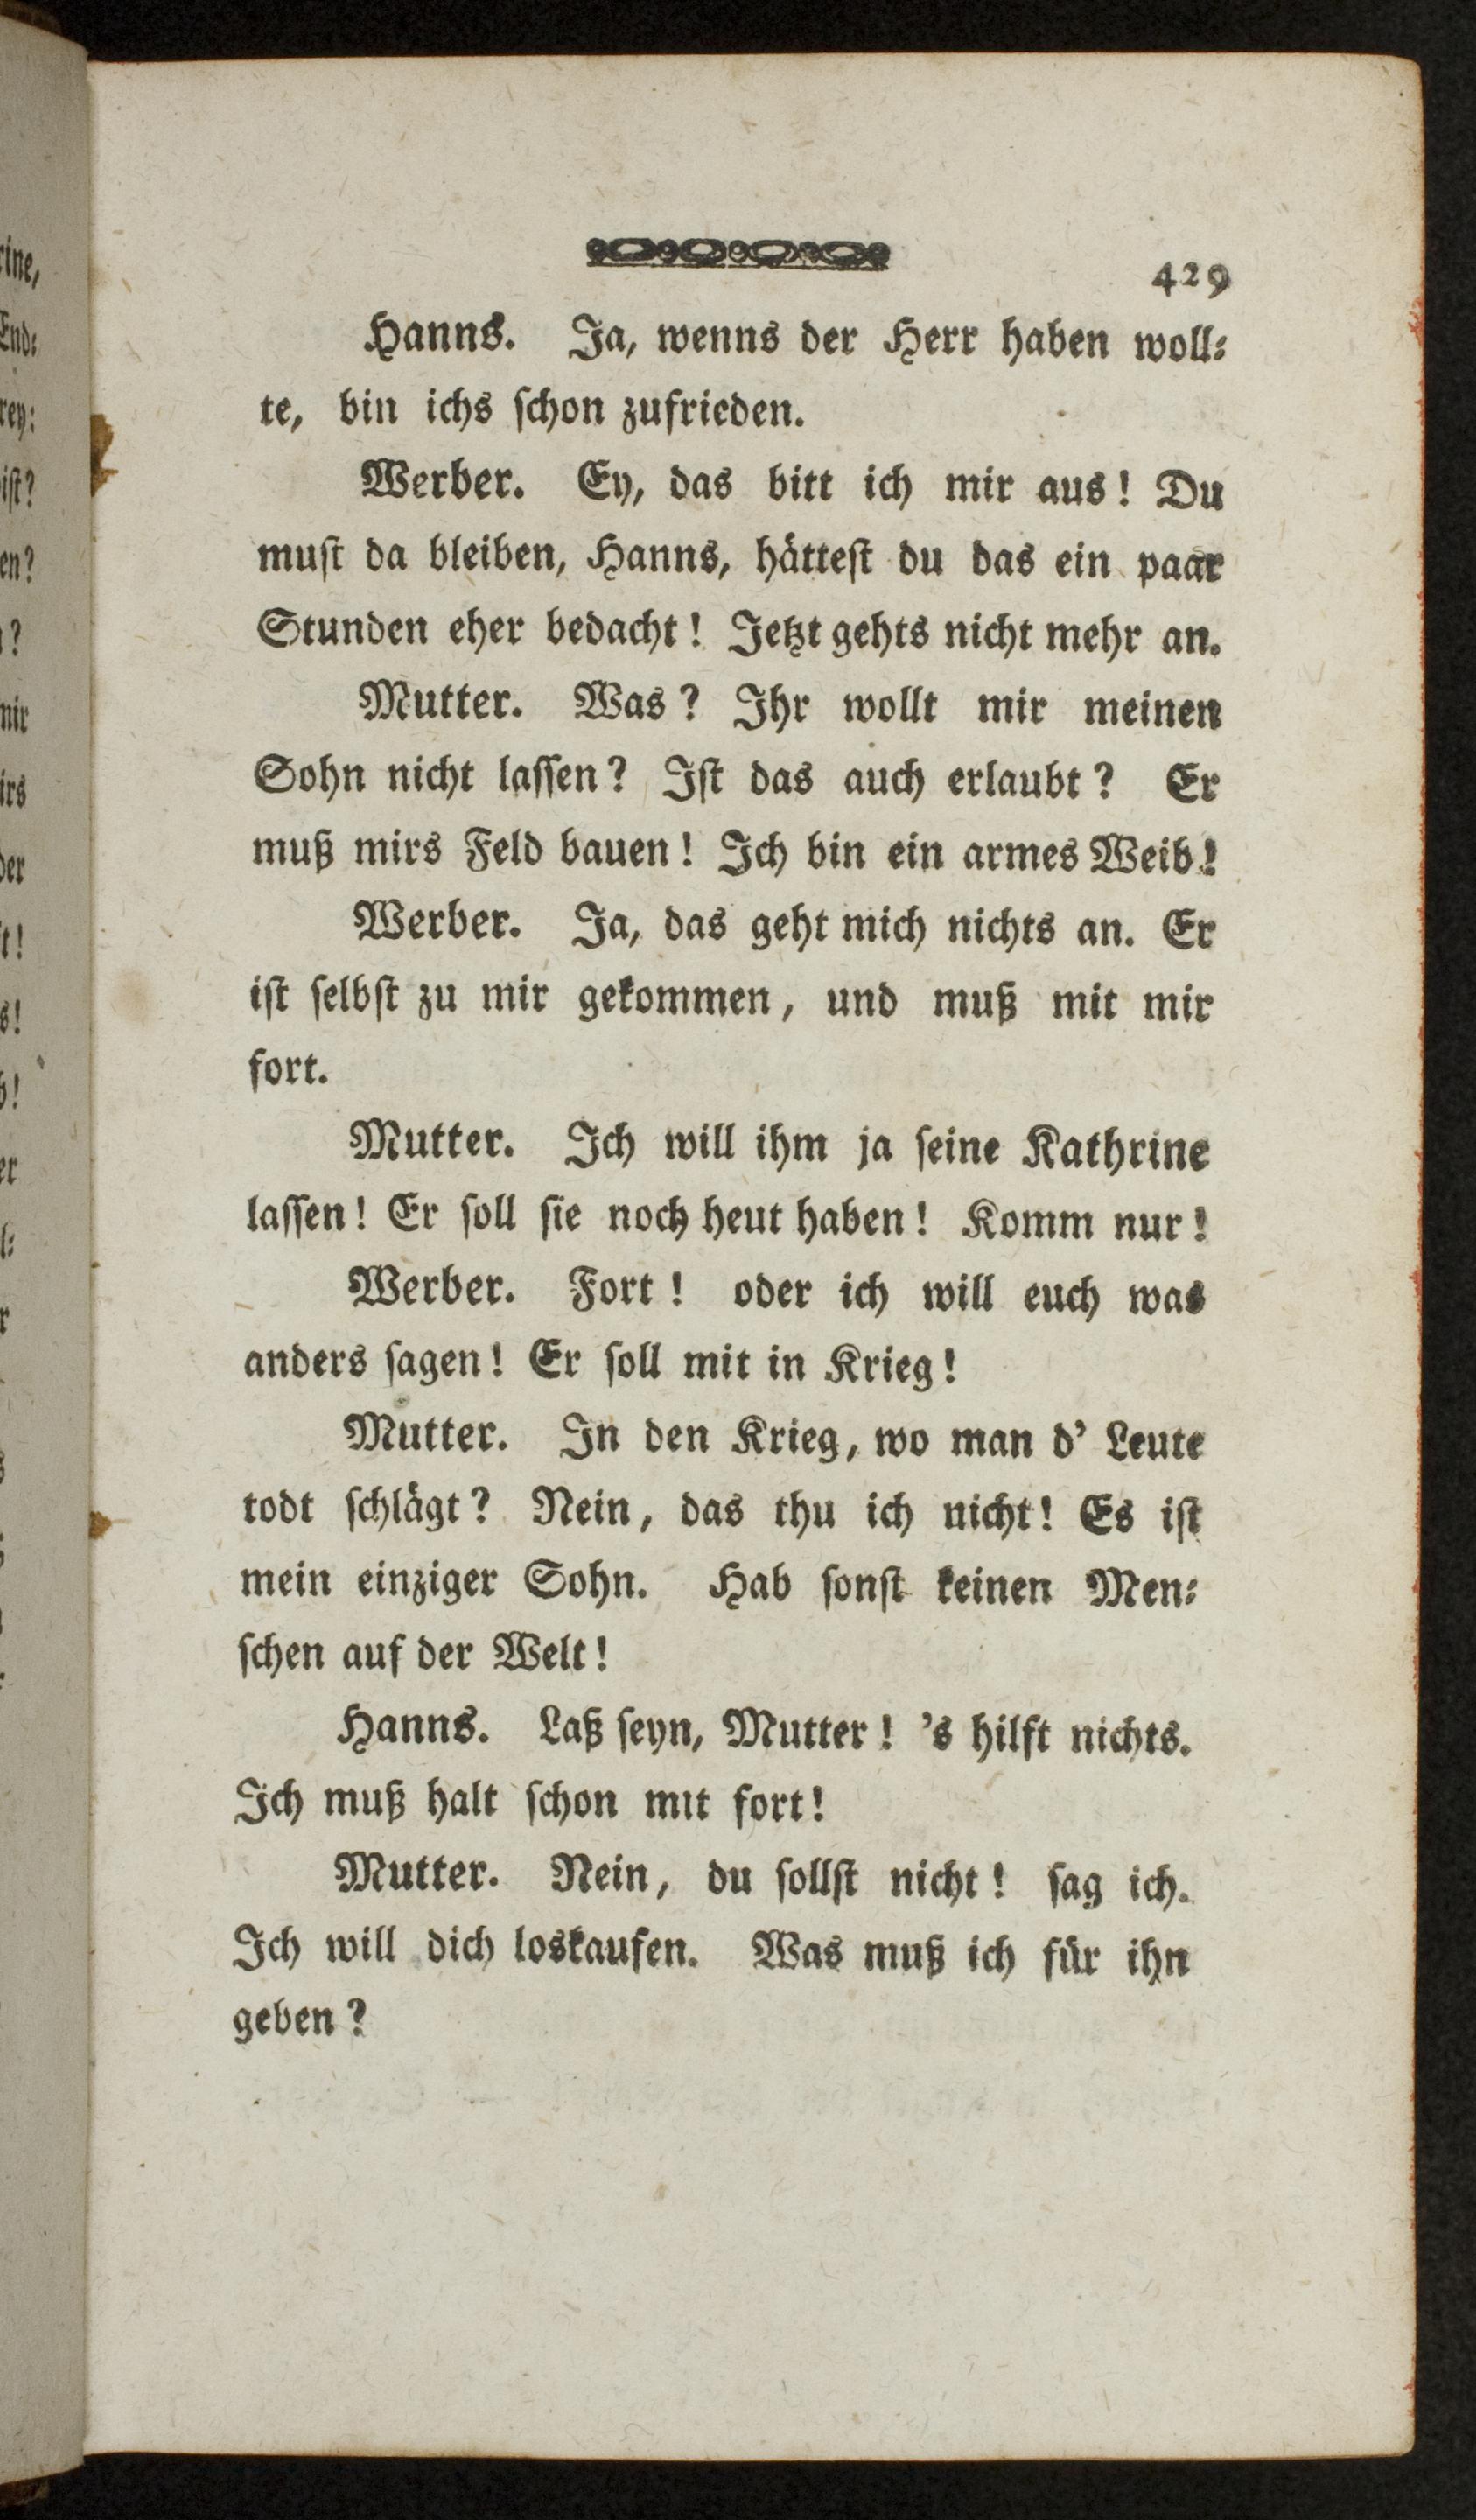 429
Hanns. Ja, wenns der Herr haben woll⸗
te, bin ichs ſchon zufrieden.
Werber. Ey, das bitt ich mir aus! Du
muſt da bleiben, Hanns, hätteſt du das ein paar
Stunden eher bedacht! Jetzt gehts nicht mehr an.
Mutter. Was? Ihr wollt mir meinen
Sohn nicht laſſen? Iſt das auch erlaubt? Er
muß mirs Feld bauen! Ich bin ein armes Weib!
Werber. Ja, das geht mich nichts an. Er
iſt ſelbſt zu mir gekommen, und muß mit mir
fort.
Mutter. Ich will ihm ja ſeine Kathrine
laſſen! Er ſoll ſie noch heut haben! Komm nur!
Werber. Fort! oder ich will euch was
anders ſagen! Er ſoll mit in Krieg!
Mutter. In den Krieg, wo man d' Leute
todt ſchlägt? Nein, das thu ich nicht! Es iſt
mein einziger Sohn. Hab ſonſt keinen Men⸗
ſchen auf der Welt!
Hanns. Laß ſeyn, Mutter! 's hilft nichts.
Ich muß halt ſchon mit fort!
Mutter. Nein, du ſollſt nicht! ſag ich.
Ich will dich loskaufen. Was muß ich für ihn
geben?